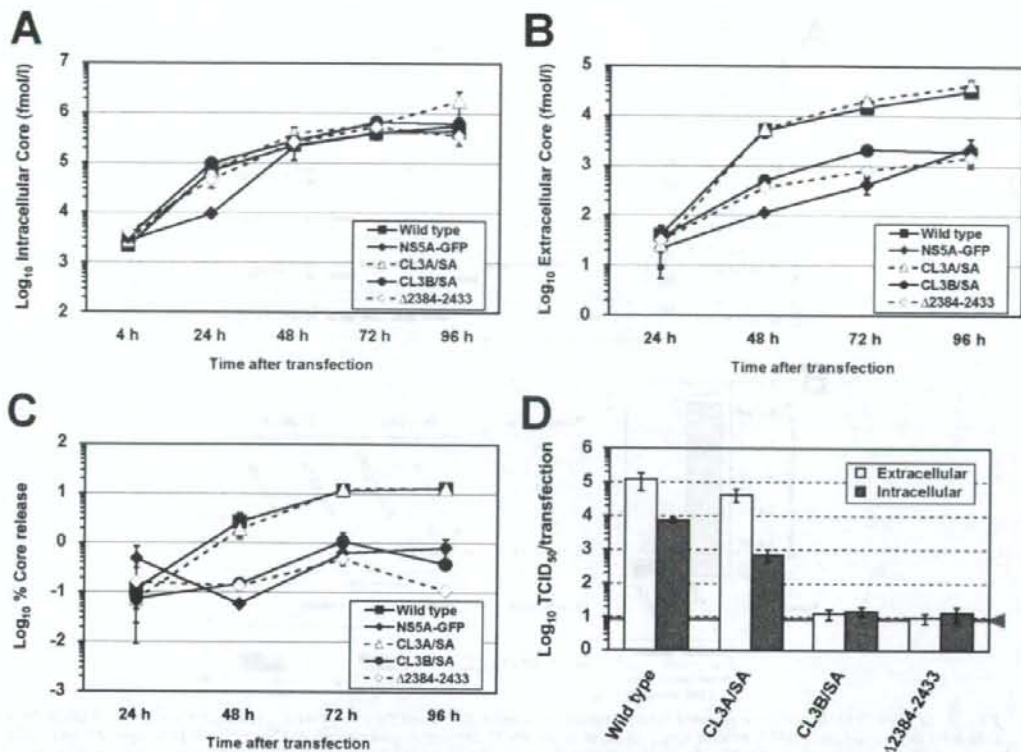 A
Log10 Intracellular Core (fmol/l)
7
6
5
4
3
2
4 h 24 h 48 h 72 h 96 h
Time after transfection
Wild type
NS5A-GFP
CL3A/SA
CL3B/SA
Δ2384-2433
B
Log10 Extracellular Core (fmol/l)
5
4
3
2
1
0
24 h 48 h 72 h 96 h
Time after transfection
Wild type
NS5A-GFP
CL3A/SA
CL3B/SA
Δ2384-2433
C
Log10 % Core release
2
1
0
-1
-2
-3
24 h 48 h 72 h 96 h
Time after transfection
Wild type
NS5A-GFP
CL3A/SA
CL3B/SA
Δ2384-2433
D
Log10 TCID50/transfection
6
5
4
3
2
1
0
Extracellular
Intracellular
Wild type
CL3A/SA
CL3B/SA
Δ2384-2433